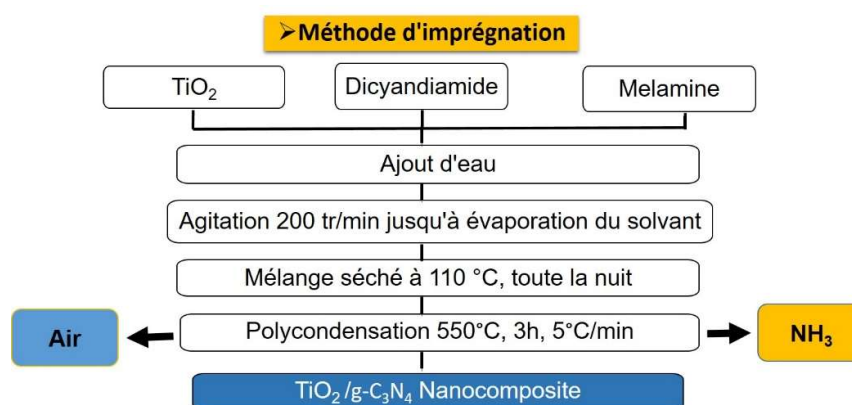 ➢Méthode d'imprégnation
TiO₂
Dicyandiamide
Melamine
Ajout d'eau
Agitation 200 tr/min jusqu'à évaporation du solvant
Mélange séché à 110 °C, toute la nuit
Air
Polycondensation 550°C, 3h, 5°C/min
NH₃
TiO₂/g-C₃N₄ Nanocomposite